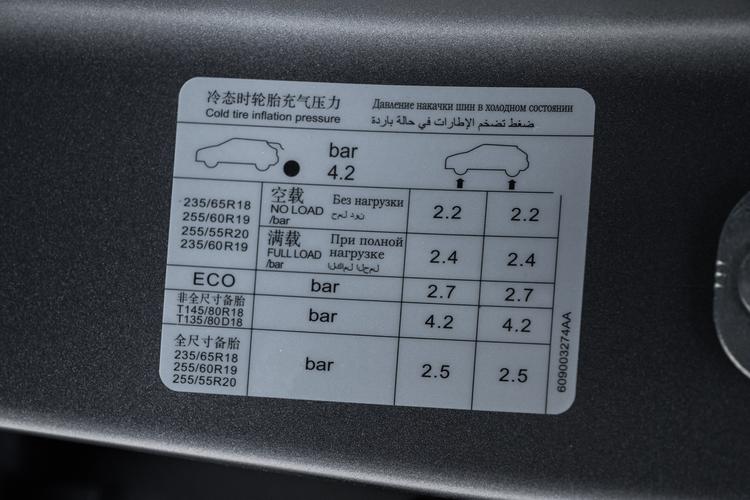 冷态时轮胎充气压力 Давление накачки шин в холодном состоянии
Cold tire inflation pressure ضغط تضخم الإطارات في حالة باردة
bar
4.2
235/65R18
255/60R19
255/55R20
235/60R19
空载 Без нагрузки
NO LOAD
/bar
2.2 2.2
满载 При полной
FULL LOAD нагрузке
/bar
2.4 2.4
ECO bar 2.7 2.7
非全尺寸备胎
T145/80R18
T135/80D18
bar 4.2 4.2
全尺寸备胎
235/65R18
255/60R19
255/55R20
bar 2.5 2.5
609003274AA